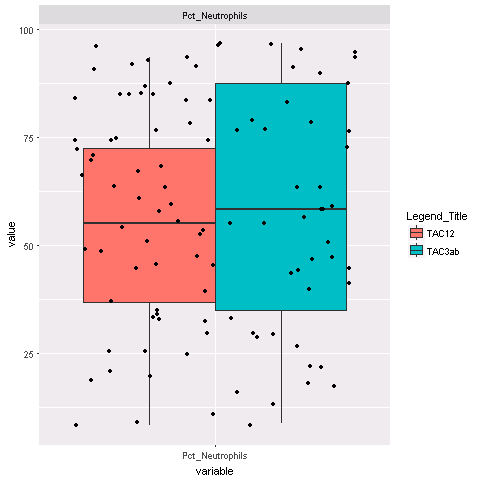 Pct_Neutrophils
100
75
50
25
value
Pct_Neutrophils
variable
Legend_Title
TAC12
TAC3ab